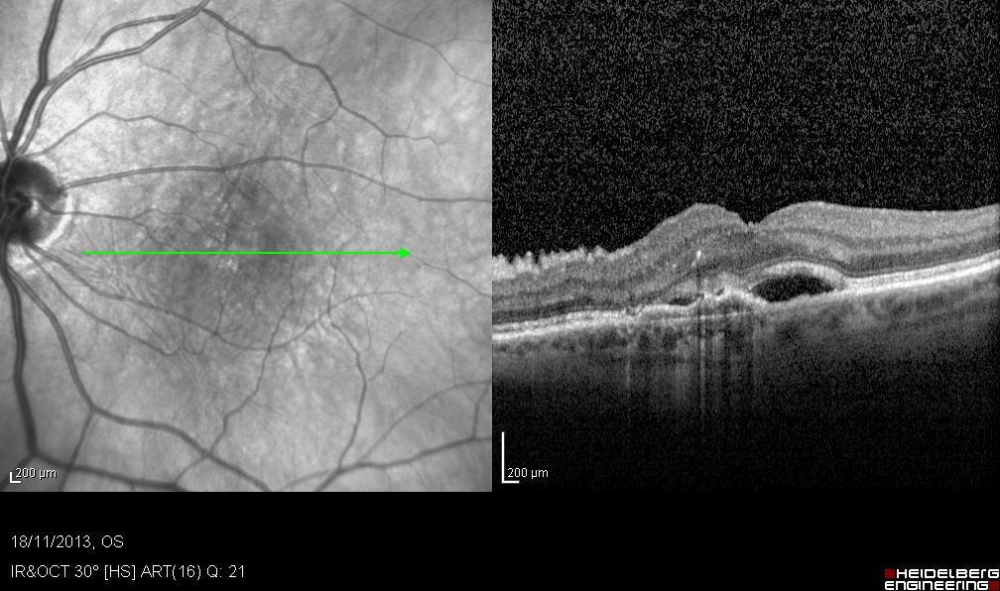 200 µm
200 µm
18/11/2013, OS
IR&OCT 30° [HS] ART(16) Q: 21
HEIDELBERG
ENGINEERING